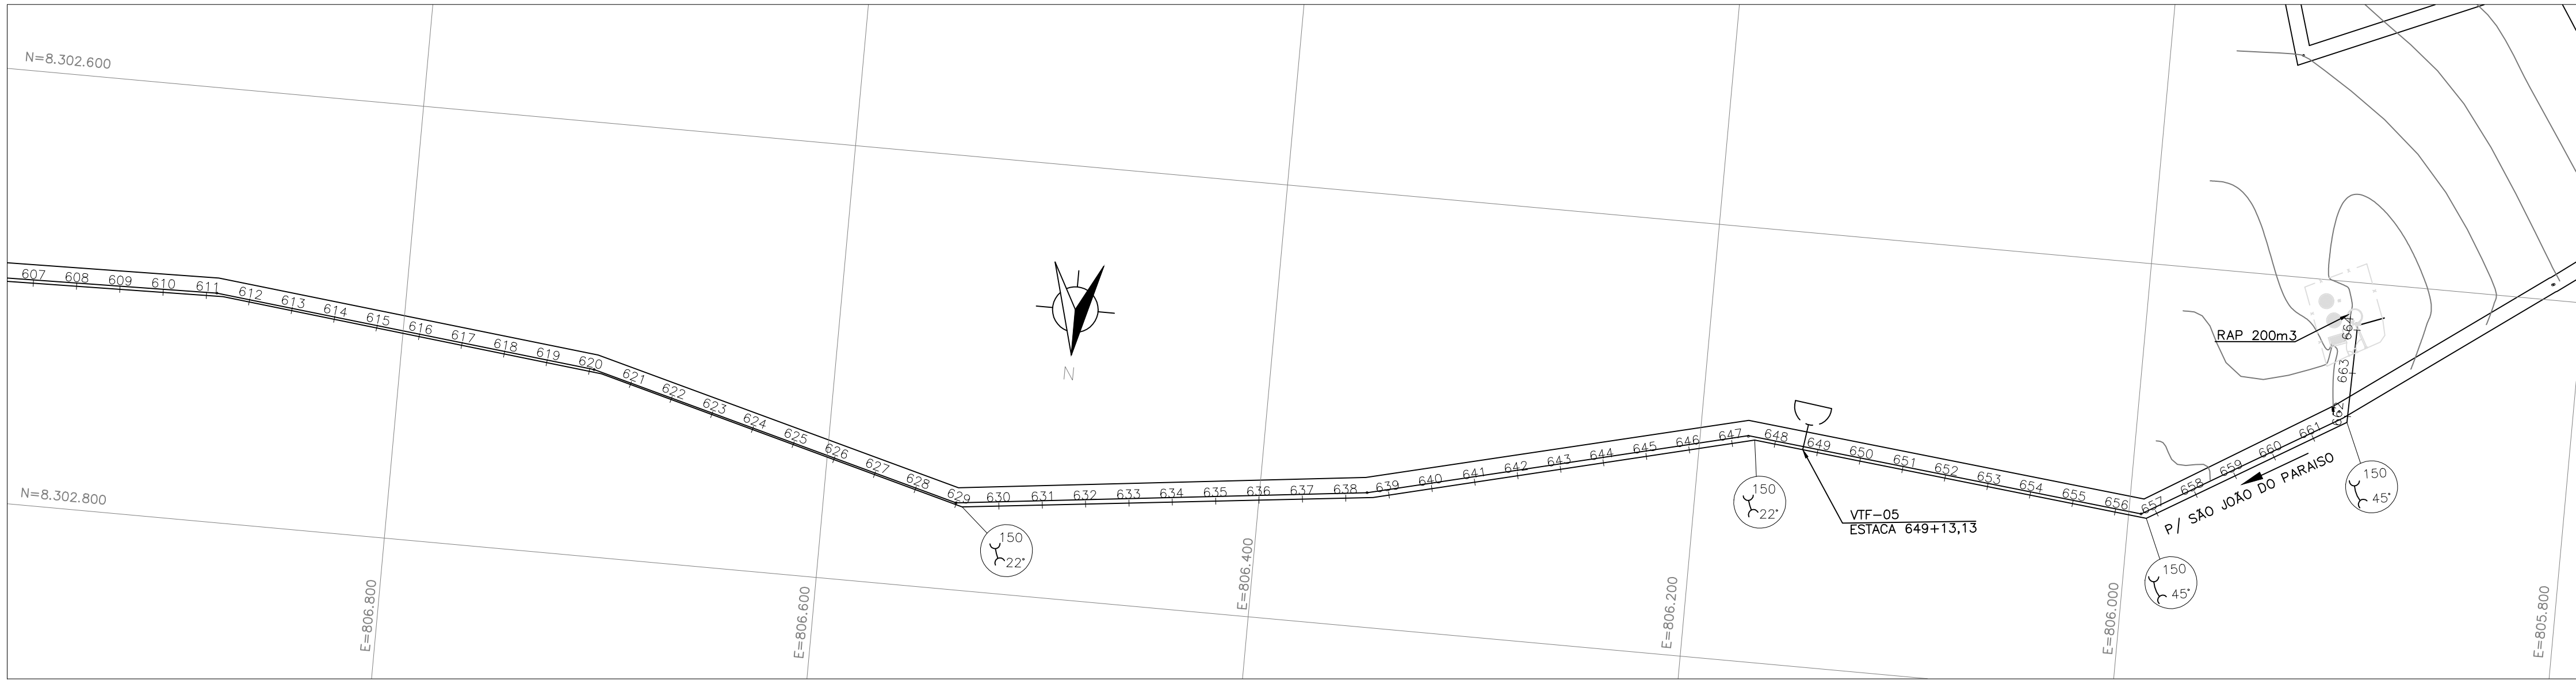 N=8.302.600
607 608 609 610 611 612 613 614 615 616 617 618 619 620 621 622 623 624 625 626 627 628 629 630 631 632 633 634 635 636 637 638 639 640 641 642 643 644 645 646 647 648 649 650 651 652 653 654 655 656 657 658 659 660 661 662 663 664
N
RAP 200m3
P/ SÃO JOÃO DO PARAISO
N=8.302.800
150
22°
150
22°
VTF-05
ESTACA 649+13,13
150
45°
150
45°
E=806.800
E=806.600
E=806.400
E=806.200
E=806.000
E=805.800